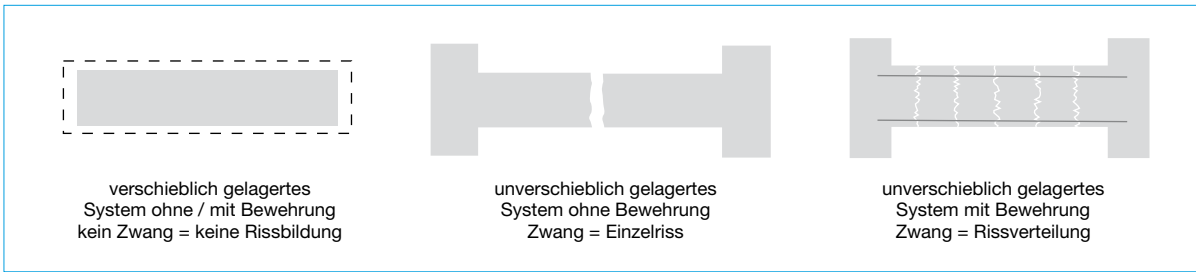 verschieblich gelagertes
System ohne / mit Bewehrung
kein Zwang = keine Rissbildung
unverschieblich gelagertes
System ohne Bewehrung
Zwang = Einzelriss
unverschieblich gelagertes
System mit Bewehrung
Zwang = Rissverteilung